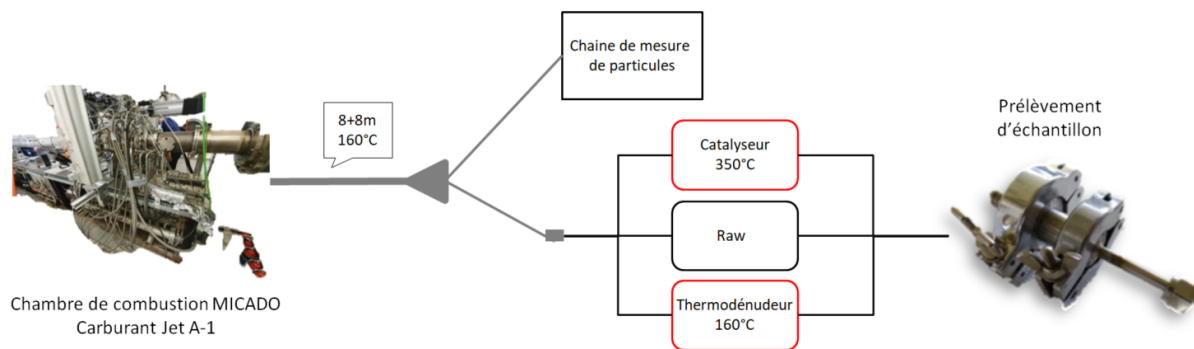 Chaine de mesure
de particules
8+8m
160°C
Prélèvement
d'échantillon
Catalyseur
350°C
Raw
Thermodénudeur
160°C
Chambre de combustion MICADO
Carburant Jet A-1